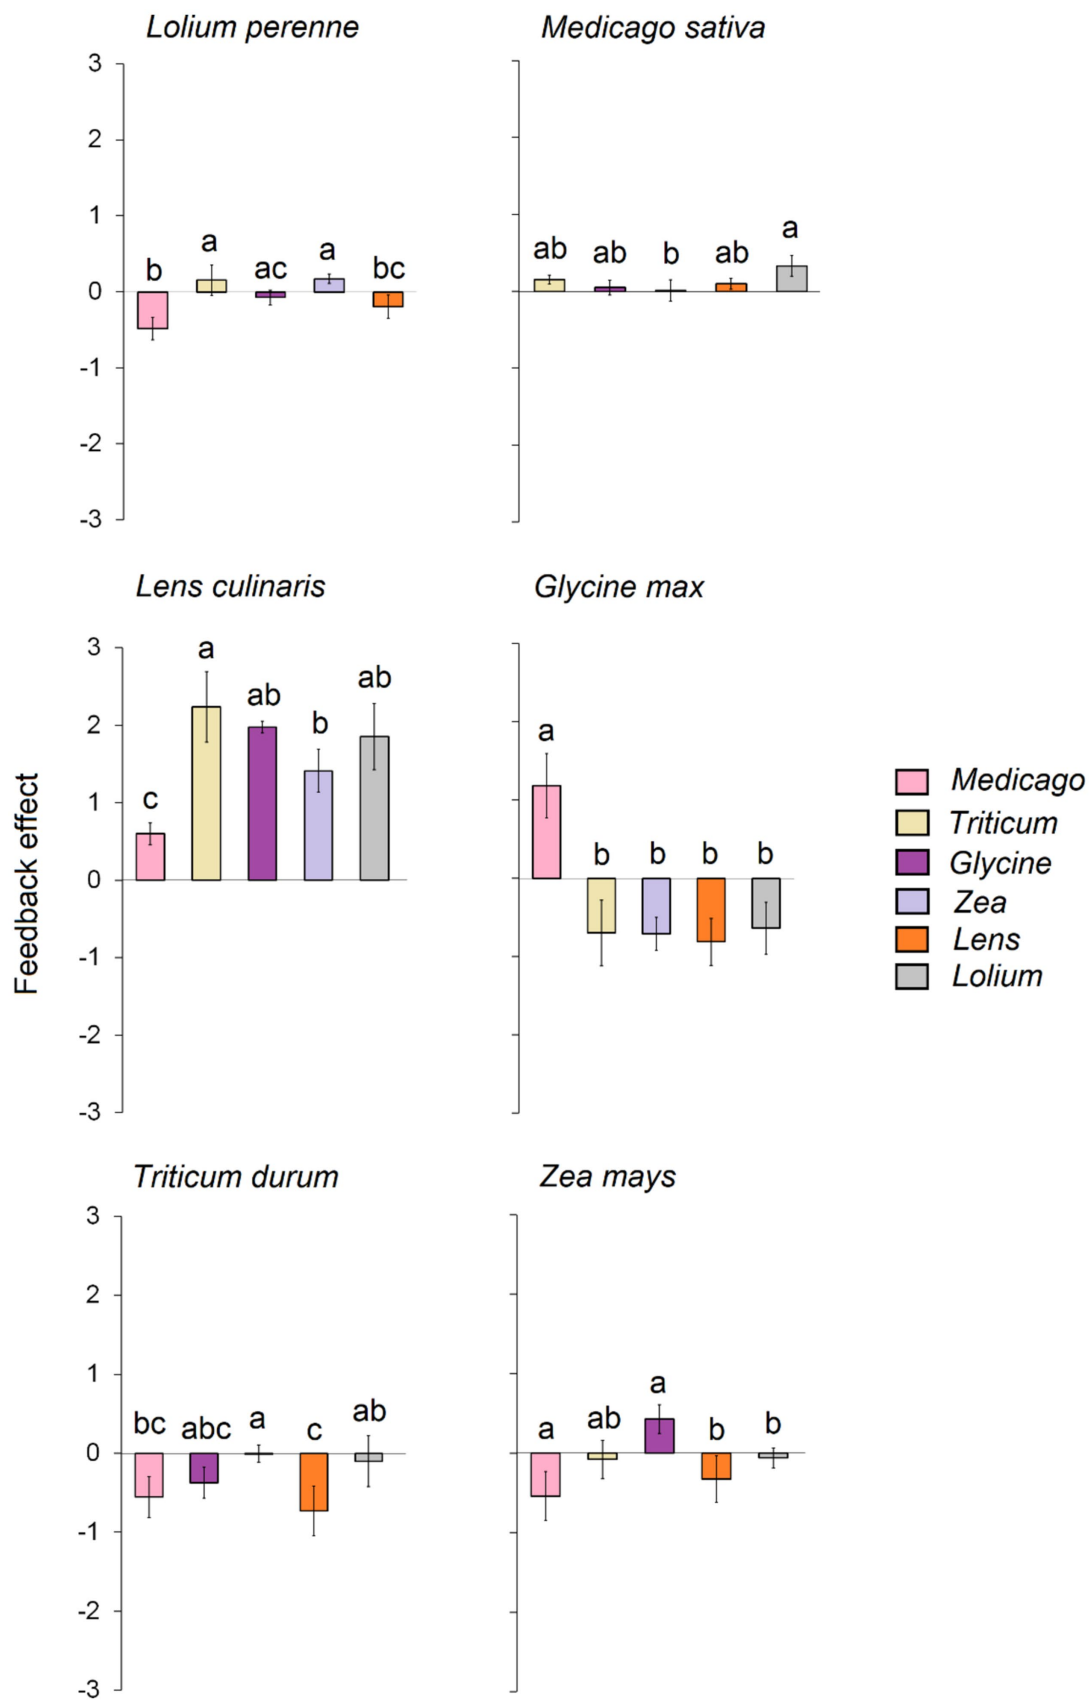 Lolium perenne
Medicago sativa
3
2
1
0
-1
-2
-3
b
a
ac
a
bc
ab
ab
b
ab
a
Lens culinaris
Glycine max
3
2
1
0
-1
-2
-3
c
a
ab
b
ab
a
b
b
b
b
Feedback effect
Medicago
Triticum
Glycine
Zea
Lens
Lolium
Triticum durum
Zea mays
3
2
1
0
-1
-2
-3
bc
abc
a
c
ab
a
ab
a
b
b